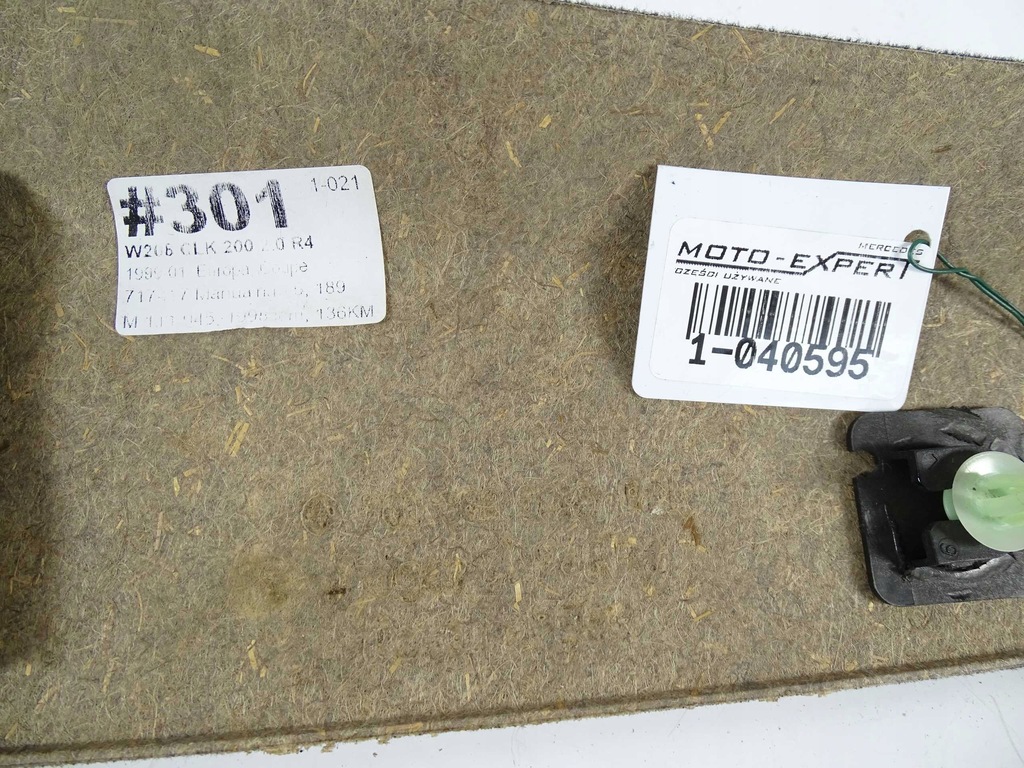 #301 1-021
W208 CLK 200 2.0 R4
Europa Coupe
189
136KM
MERCEDES
MOTO-EXPERT
CZĘŚCI UŻYWANE
1-040595